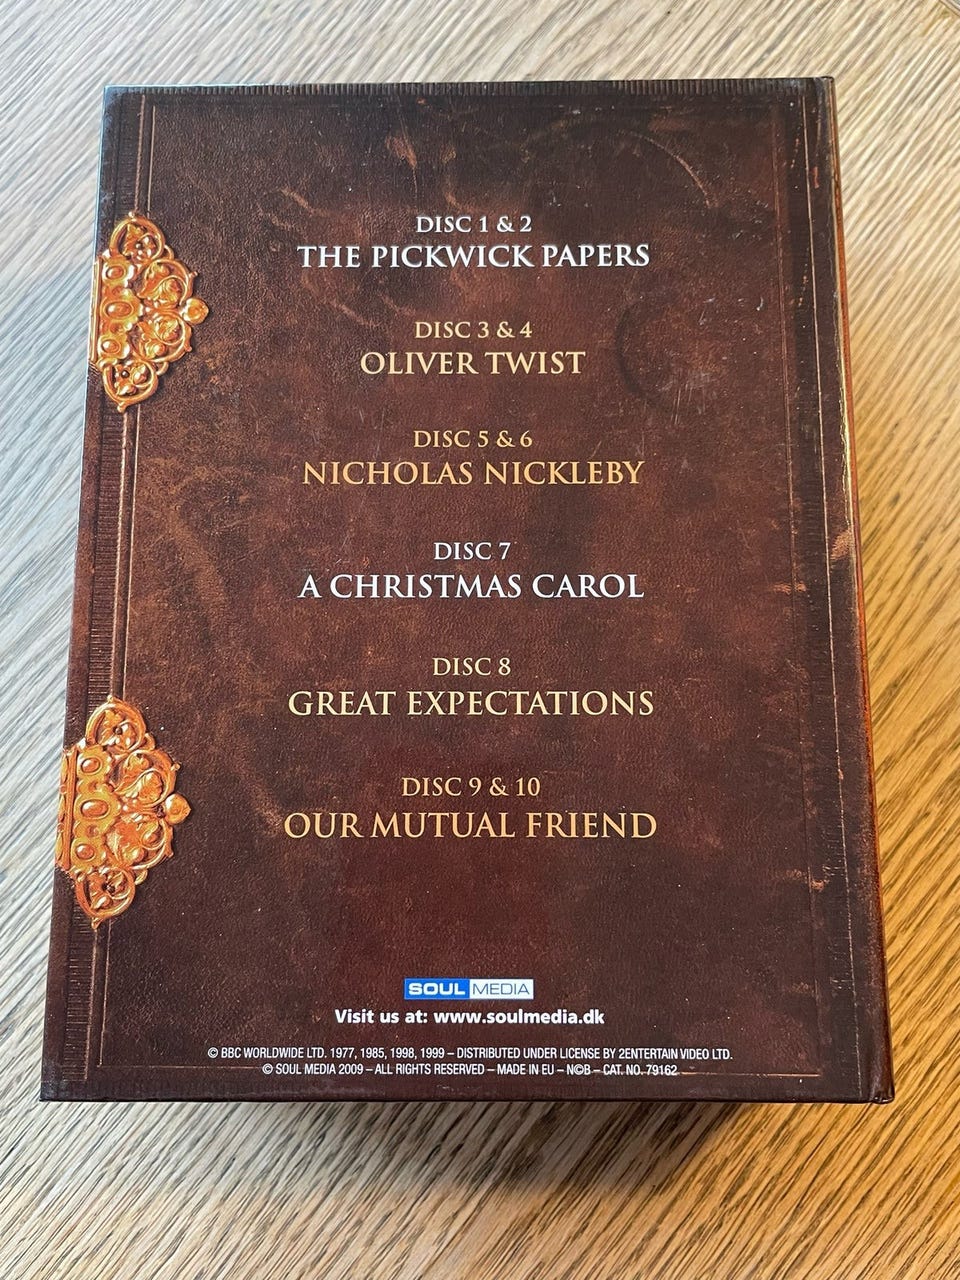 DISC 1 & 2
THE PICKWICK PAPERS
DISC 3 & 4
OLIVER TWIST
DISC 5 & 6
NICHOLAS NICKLEBY
DISC 7
A CHRISTMAS CAROL
DISC 8
GREAT EXPECTATIONS
DISC 9 & 10
OUR MUTUAL FRIEND
SOUL MEDIA
Visit us at: www.soulmedia.dk
© BBC WORLDWIDE LTD. 1977, 1985, 1998, 1999 – DISTRIBUTED UNDER LICENSE BY 2ENTERTAIN VIDEO LTD.
© SOUL MEDIA 2009 – ALL RIGHTS RESERVED – MADE IN EU – N©B – CAT. NO. 79162